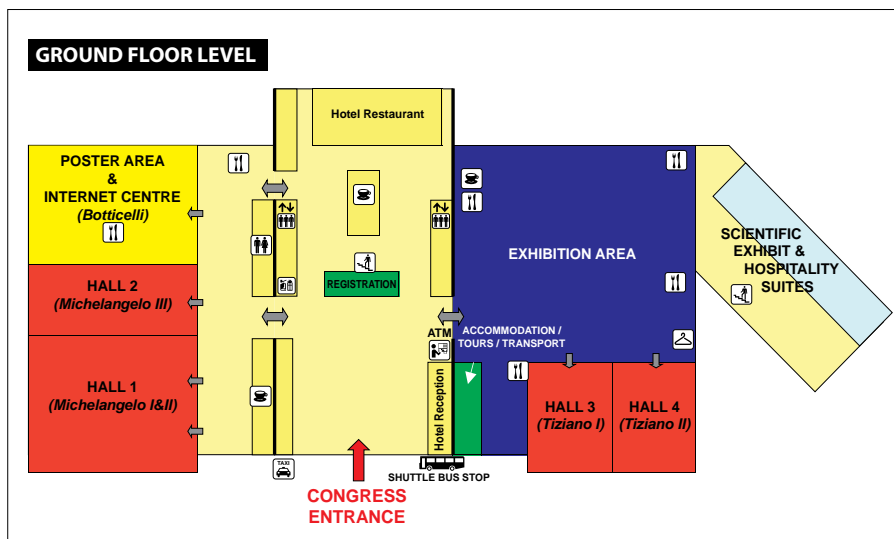 GROUND FLOOR LEVEL
Hotel Restaurant
POSTER AREA
&
INTERNET CENTRE
(Botticelli)
HALL 2
(Michelangelo III)
HALL 1
(Michelangelo I&II)
REGISTRATION
EXHIBITION AREA
SCIENTIFIC
EXHIBIT &
HOSPITALITY
SUITES
ATM
ACCOMMODATION /
TOURS / TRANSPORT
Hotel Reception
HALL 3
(Tiziano I)
HALL 4
(Tiziano II)
TAXI
SHUTTLE BUS STOP
CONGRESS
ENTRANCE